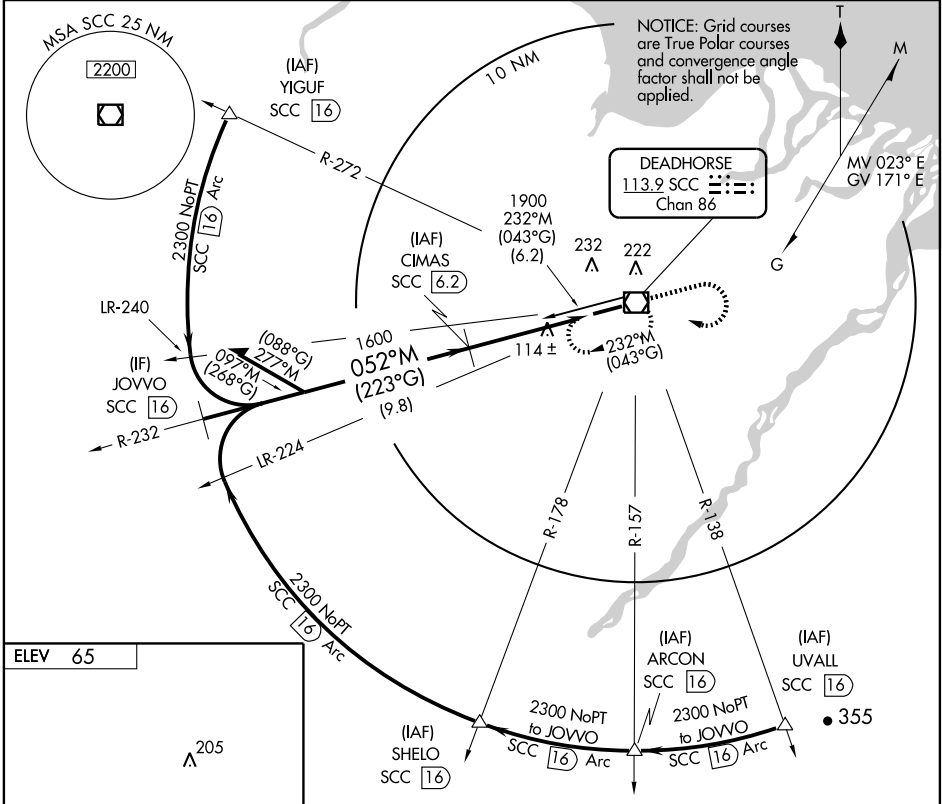 MSA SCC 25 NM
2200
(IAF)
YIGUF
SCC 16
R-272
2300 NoPT
SCC 16 Arc
10 NM
NOTICE: Grid courses
are True Polar courses
and convergence angle
factor shall not be
applied.
T
M
MV 023° E
GV 171° E
G
DEADHORSE
113.9 SCC
Chan 86
1900
232°M
(043°G)
(6.2)
232
222
(IAF)
CIMAS
SCC 6.2
LR-240
(088°G)
277°M
097°M
(268°G)
1600
052°M
(223°G)
(9.8)
114 ±
232°M
(043°G)
(IF)
JOVVO
SCC 16
R-232
LR-224
R-178
R-157
R-138
2300 NoPT
SCC 16 Arc
(IAF)
SHELO
SCC 16
2300 NoPT
to JOVVO
SCC 16 Arc
(IAF)
ARCON
SCC 16
2300 NoPT
to JOVVO
SCC 16 Arc
(IAF)
UVALL
SCC 16
355
ELEV 65
205